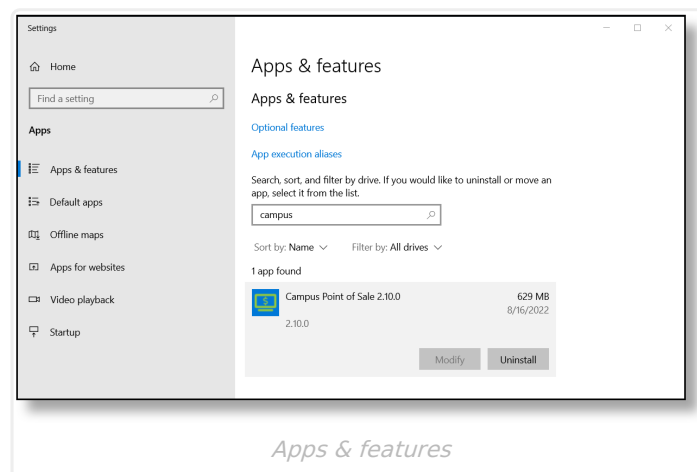 Settings
Home
Find a setting
Apps
Apps & features
Default apps
Offline maps
Apps for websites
Video playback
Startup
Apps & features
Apps & features
Optional features
App execution aliases
Search, sort, and filter by drive. If you would like to uninstall or move an
app, select it from the list.
campus
Sort by: Name Filter by: All drives
1 app found
Campus Point of Sale 2.10.0 629 MB
8/16/2022
2.10.0
Modify Uninstall
Apps & features